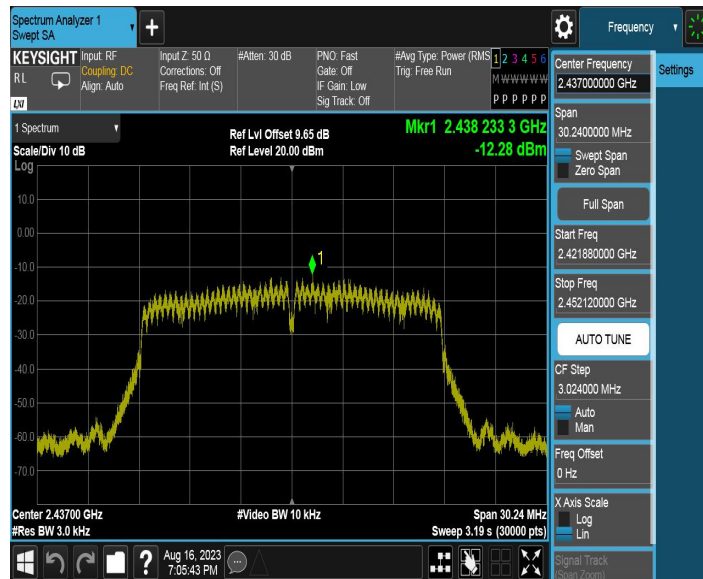 Spectrum Analyzer 1
Swept SA
+
Frequency
KEYSIGHT
RL
LXI
Input: RF
Coupling: DC
Align: Auto
Input Z: 50 Ω
Corrections: Off
Freq Ref: Int (S)
#Atten: 30 dB
PNO: Fast
Gate: Off
IF Gain: Low
Sig Track: Off
#Avg Type: Power (RMS
Trig: Free Run
1 2 3 4 5 6
M W W W W W
P P P P P P
Center Frequency
2.437000000 GHz
Settings
Span
30.2400000 MHz
Swept Span
Zero Span
Full Span
Start Freq
2.421880000 GHz
Stop Freq
2.452120000 GHz
AUTO TUNE
CF Step
3.024000 MHz
Auto
Man
Freq Offset
0 Hz
X Axis Scale
Log
Lin
Signal Track
(Span Zoom)
1 Spectrum
Scale/Div 10 dB
Ref Lvl Offset 9.65 dB
Ref Level 20.00 dBm
Mkr1 2.438 233 3 GHz
-12.28 dBm
Log
10.0
0.00
-10.0
1
-20.0
-30.0
-40.0
-50.0
-60.0
-70.0
Center 2.43700 GHz
#Res BW 3.0 kHz
#Video BW 10 kHz
Span 30.24 MHz
Sweep 3.19 s (30000 pts)
?
Aug 16, 2023
7:05:43 PM